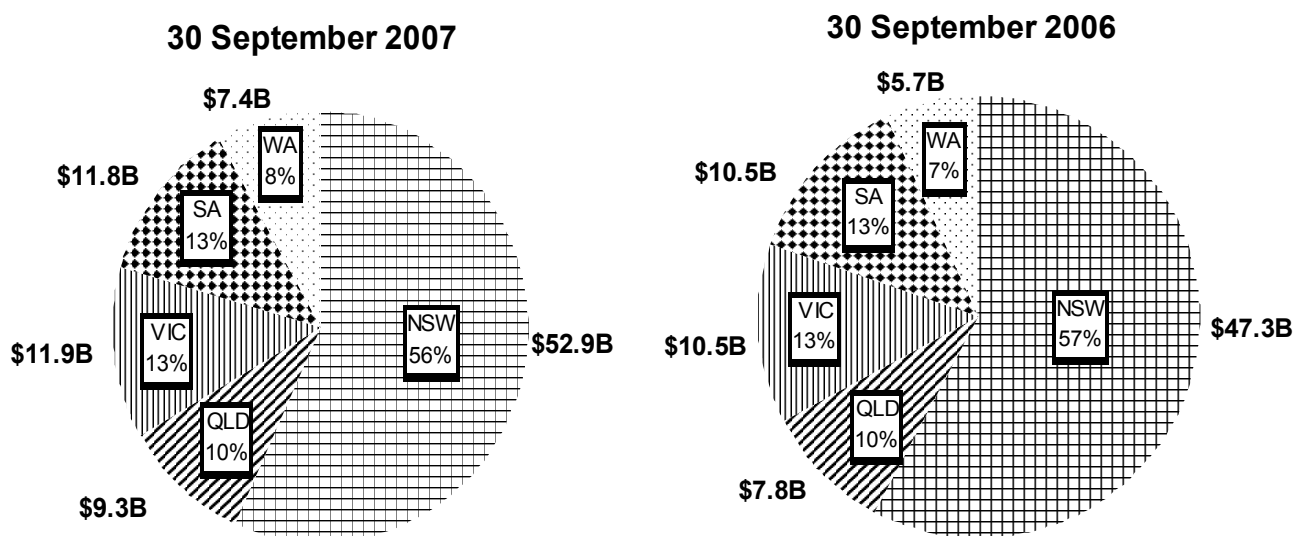 30 September 2007
$7.4B
WA
8%
$11.8B
SA
13%
VIC
13%
$11.9B
NSW
56%
$52.9B
QLD
10%
$9.3B
30 September 2006
$5.7B
WA
7%
$10.5B
SA
13%
VIC
13%
$10.5B
NSW
57%
$47.3B
QLD
10%
$7.8B